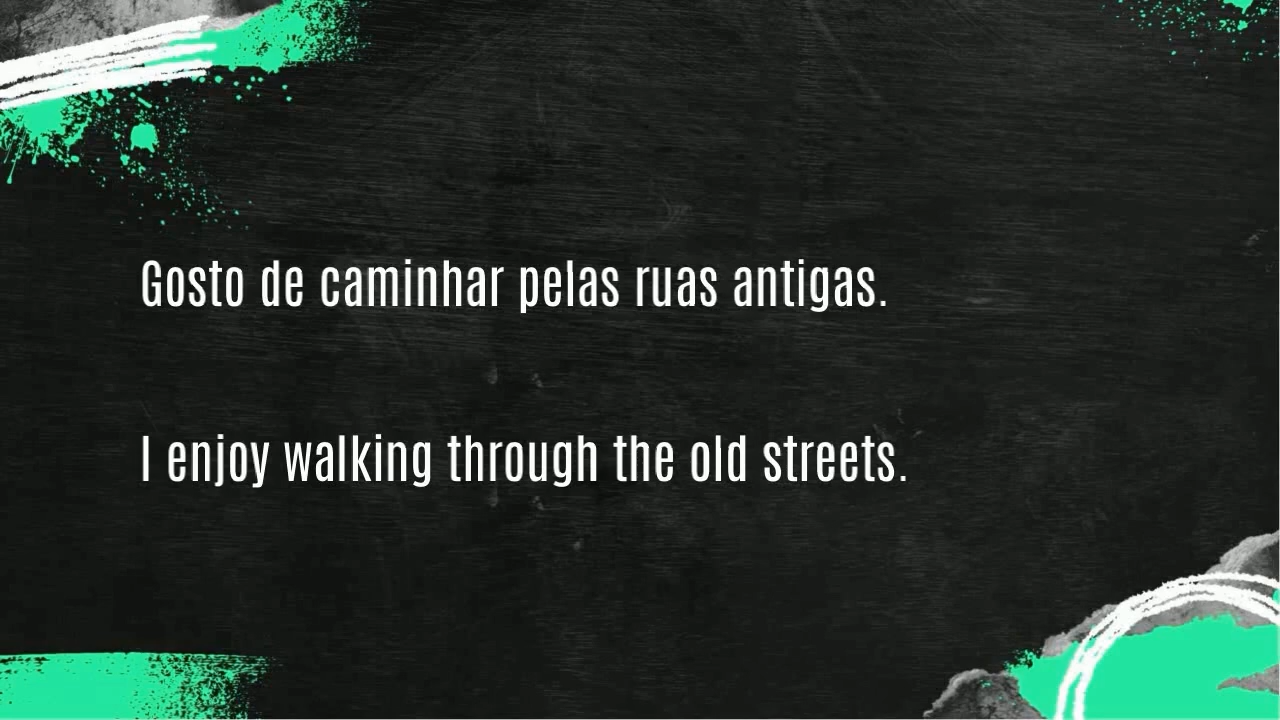 Gosto de caminhar pelas ruas antigas.
I enjoy walking through the old streets.